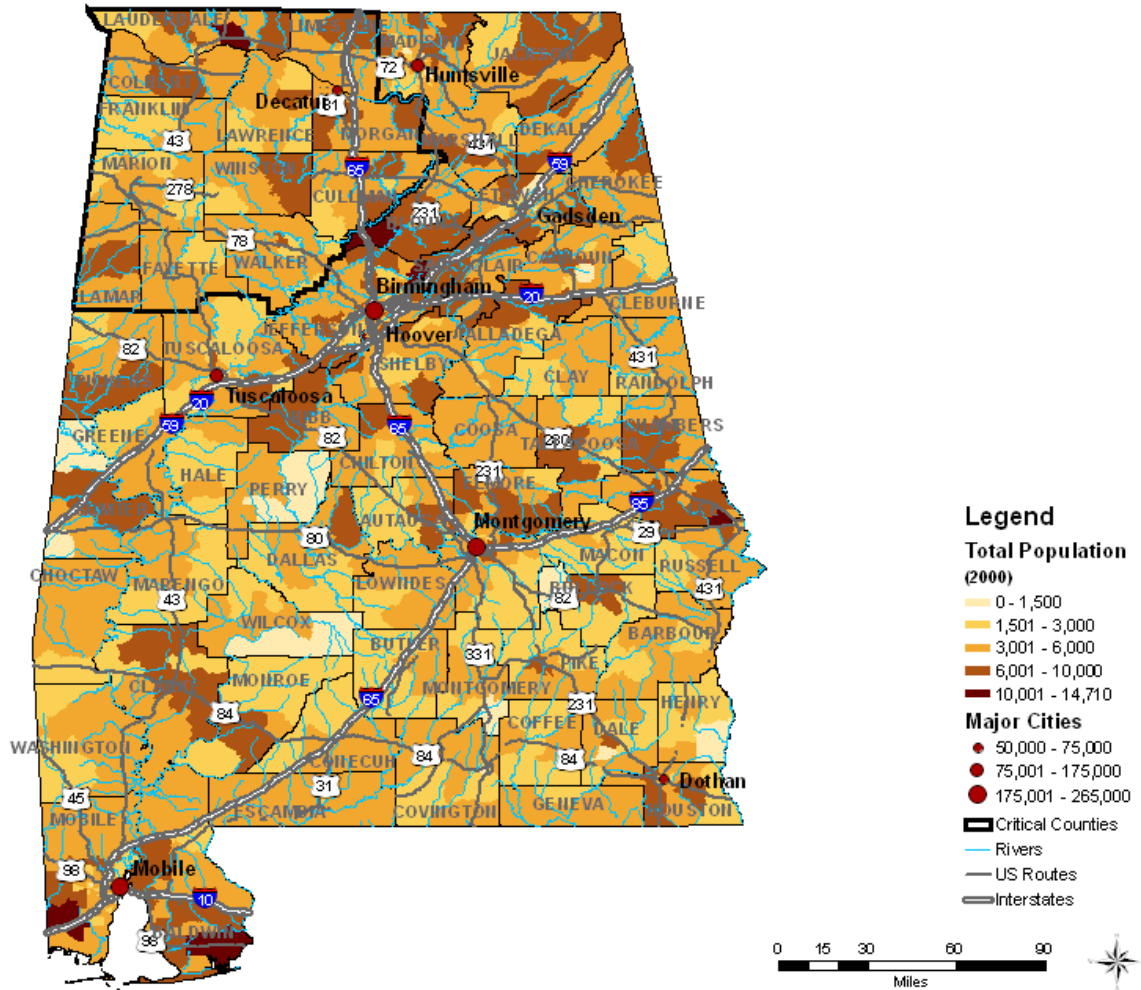 LAUDERDALE
LIMESTONE
MADISON
JACKSON
72
Huntsville
COLBERT
Decatur
31
FRANKLIN
LAWRENCE
MORGAN
MARSHALL
431
DEKALB
43
MARION
WINSTON
65
59
CHEROKEE
278
CULLMAN
ETOWAH
231
BLOUNT
Gadsden
78
FAYETTE
WALKER
ST CLAIR
CALHOUN
LAMAR
Birmingham
20
CLEBURNE
JEFFERSON
Hoover
TALLADEGA
82
TUSCALOOSA
SHELBY
431
PICKENS
CLAY
RANDOLPH
Tuscaloosa
20
59
BIBB
65
GREENE
82
COOSA
280
CHAMBERS
TALLAPOOSA
HALE
CHILTON
231
PERRY
ELMORE
85
SUMTER
AUTAUGA
Montgomery
29
80
DALLAS
MACON
CHOCTAW
MARENGO
LOWNDES
RUSSELL
43
BULLOCK
82
431
WILCOX
BARBOUR
BUTLER
331
PIKE
MONROE
CLARKE
65
MONTGOMERY
HENRY
84
231
COFFEE
DALE
WASHINGTON
CONECUH
84
84
31
Dothan
45
MOBILE
ESCAMBIA
COVINGTON
GENEVA
HOUSTON
98
Mobile
10
98
BALDWIN
Legend
Total Population
(2000)
0 - 1,500
1,501 - 3,000
3,001 - 6,000
6,001 - 10,000
10,001 - 14,710
Major Cities
50,000 - 75,000
75,001 - 175,000
175,001 - 265,000
Critical Counties
Rivers
US Routes
Interstates
0 15 30 60 90
Miles